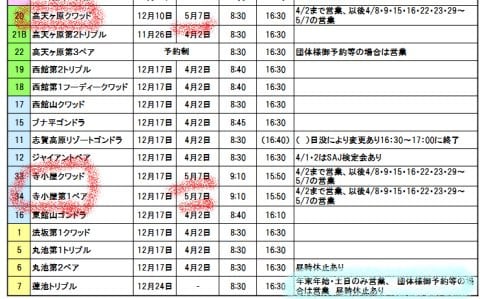 20 高天ヶ原クワッド 12月10日 5月7日 8:30 16:30 4/2まで営業、以後4/8・9・15・16・22・23・29～
5/7の営業
21B 高天ヶ原第2トリプル 11月26日 4月2日 8:30 16:30
22 高天ヶ原第3ペア 予約制 8:30 16:30 団体様御予約等の場合は営業
19 西館第2トリプル 12月17日 4月2日 8:40 16:30
18 西館第1フーディークワッド 12月17日 4月2日 8:40 16:30
17 西館山クワッド 12月17日 4月2日 8:35 16:30
15 ブナ平ゴンドラ 12月17日 4月2日 8:45 16:30
11 志賀高原リゾートゴンドラ 12月17日 4月2日 8:30 (16:40) ( )日没により変更あり16:30～17:00に終了
12 ジャイアントペア 12月17日 4月2日 8:30 16:30 4/1・2はSAJ検定会あり
33 寺小屋クワッド 12月17日 5月7日 9:10 15:50 4/2まで営業、以後4/8・9・15・16・22・23・29～
5/7の営業
34 寺小屋第1ペア 12月17日 5月7日 9:10 15:50 4/2まで営業、以後4/8・9・15・16・22・23・29～
5/7の営業
16 東館山ゴンドラ 12月17日 4月2日 8:40 16:10
1 法坂第1クワッド 12月17日 4月2日 8:30 16:30
5 丸池第1トリプル 12月17日 4月2日 8:30 16:30
6 丸池第2ペア 12月17日 4月2日 8:30 16:30 昼時休止あり
7 蓮池トリプル 12月24日 - 8:30 16:30 年末年始・土日のみ営業、 団体様御予約等の場
合は営業 昼時休止あり